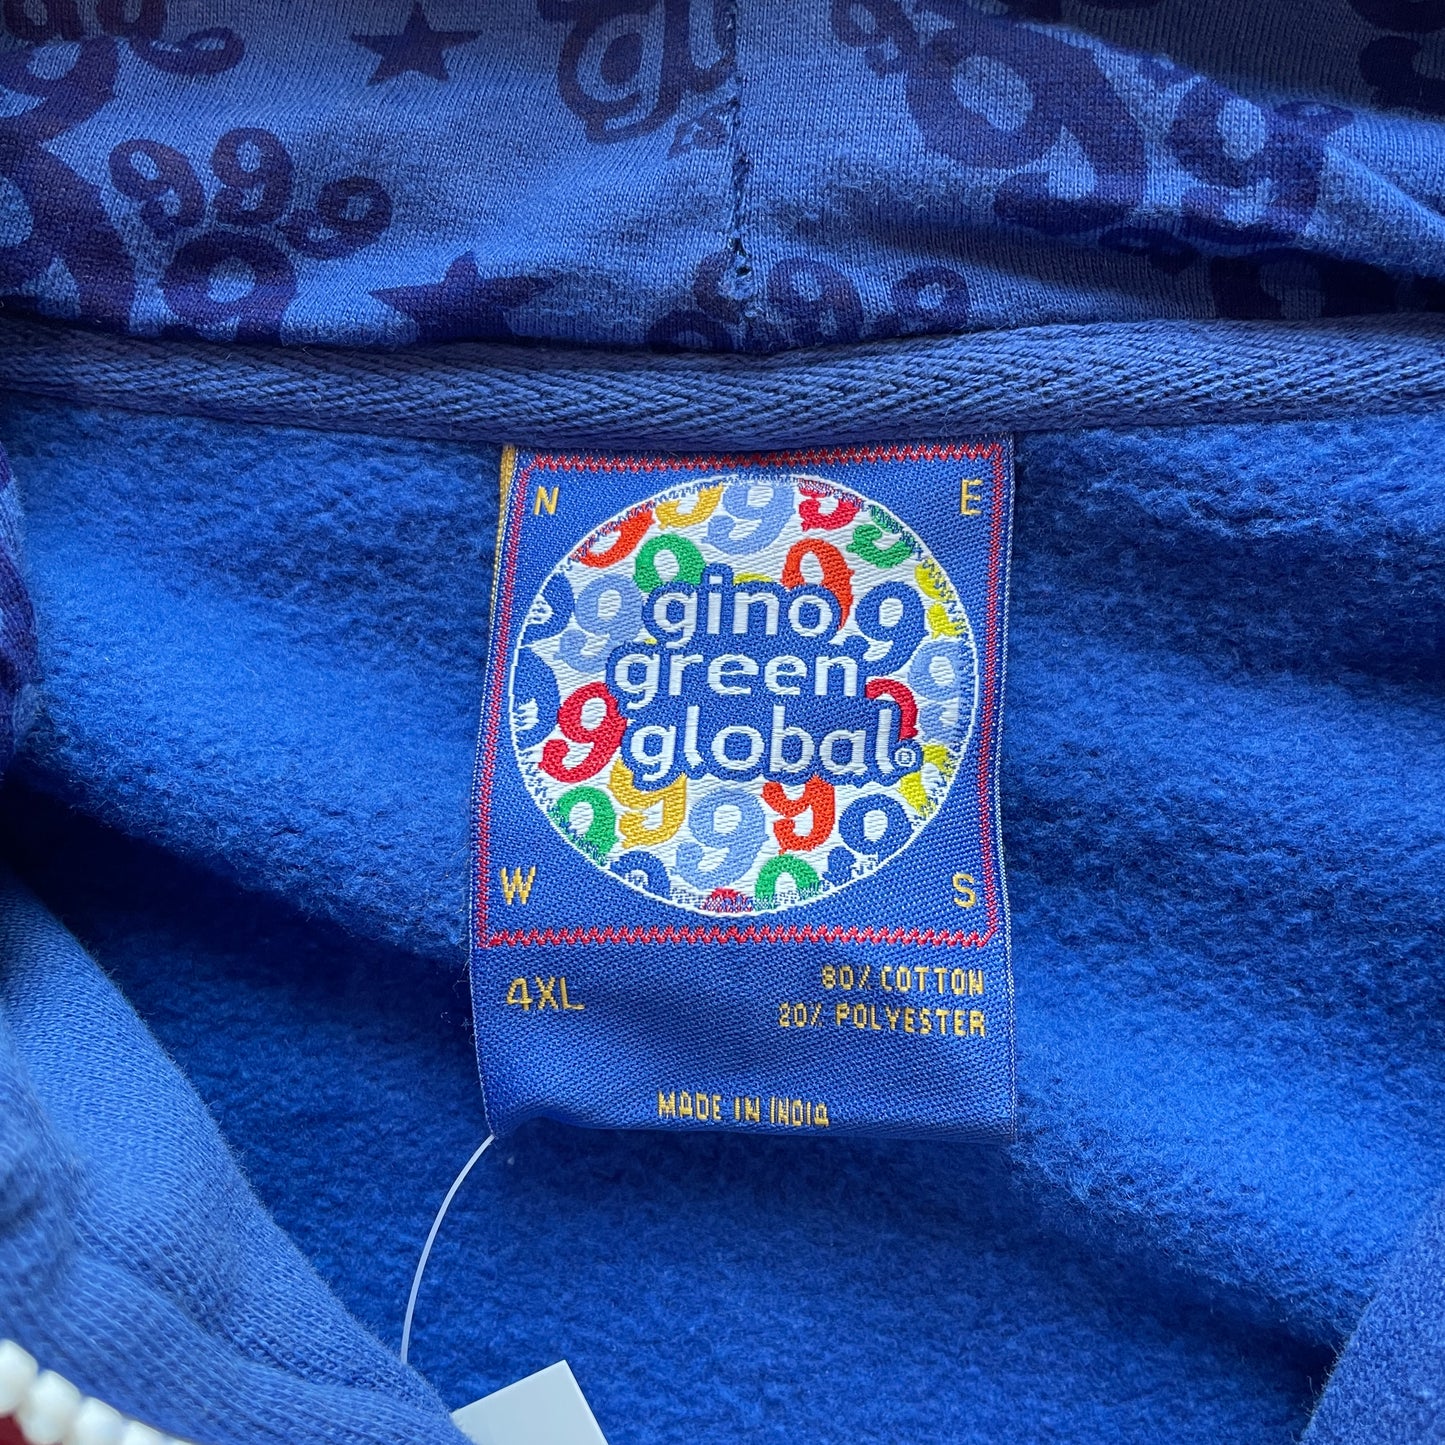 N E
gino
green
global®
W S
4XL
80% COTTON
20% POLYESTER
MADE IN INDIA